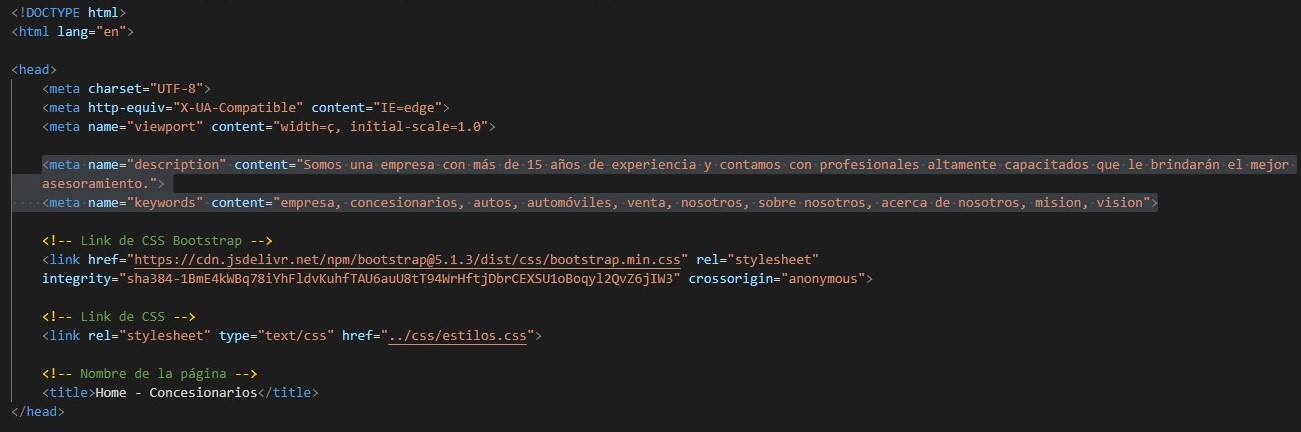 <!DOCTYPE html>
<html lang="en">
<head>
<meta charset="UTF-8">
<meta http-equiv="X-UA-Compatible" content="IE=edge">
<meta name="viewport" content="width=ç, initial-scale=1.0">
<meta name="description" content="Somos una empresa con más de 15 años de experiencia y contamos con profesionales altamente capacitados que le brindarán el mejor
asesoramiento.">
<meta name="keywords" content="empresa, concesionarios, autos, automóviles, venta, nosotros, sobre nosotros, acerca de nosotros, mision, vision">
<!-- Link de CSS Bootstrap -->
<link href="https://cdn.jsdelivr.net/npm/bootstrap@5.1.3/dist/css/bootstrap.min.css" rel="stylesheet"
integrity="sha384-1BmE4kWBq78iYhFldvKuhfTAU6auU8tT94WrHftjDbrCEXSU1oBoqyl2QvZ6jIW3" crossorigin="anonymous">
<!-- Link de CSS -->
<link rel="stylesheet" type="text/css" href="../css/estilos.css">
<!-- Nombre de la página -->
<title>Home - Concesionarios</title>
</head>